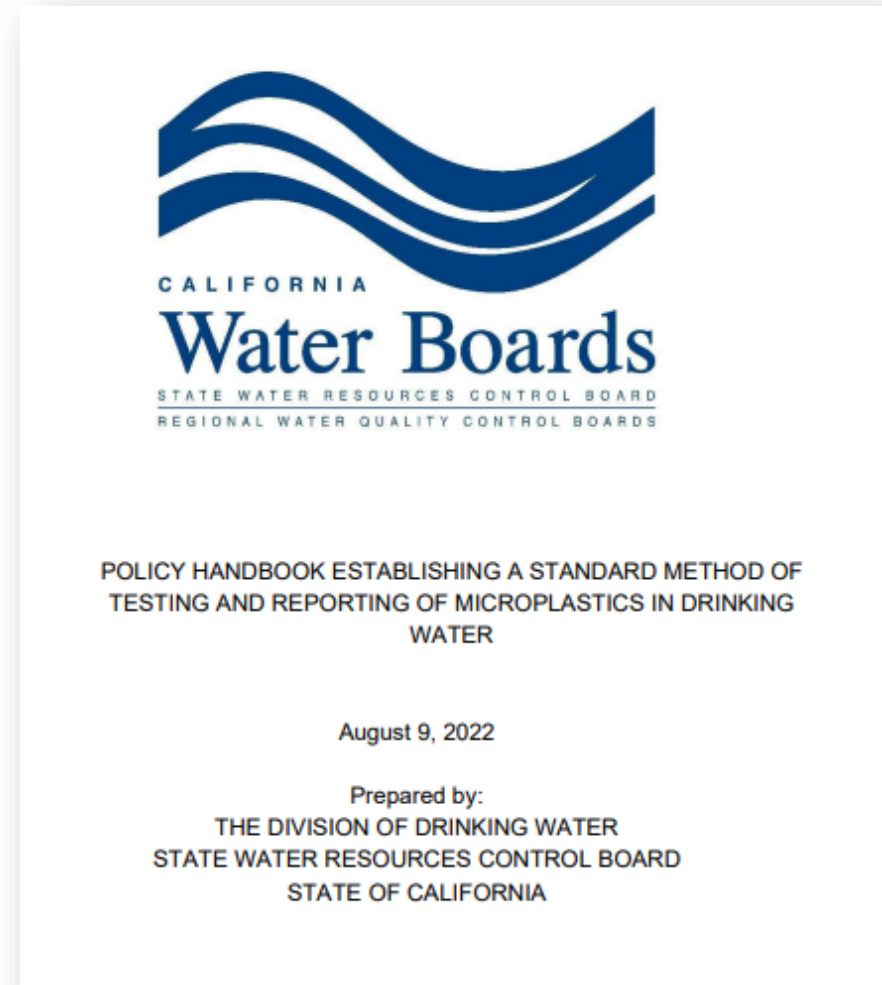 CALIFORNIA
Water Boards
STATE WATER RESOURCES CONTROL BOARD
REGIONAL WATER QUALITY CONTROL BOARDS
POLICY HANDBOOK ESTABLISHING A STANDARD METHOD OF
TESTING AND REPORTING OF MICROPLASTICS IN DRINKING
WATER
August 9, 2022
Prepared by:
THE DIVISION OF DRINKING WATER
STATE WATER RESOURCES CONTROL BOARD
STATE OF CALIFORNIA